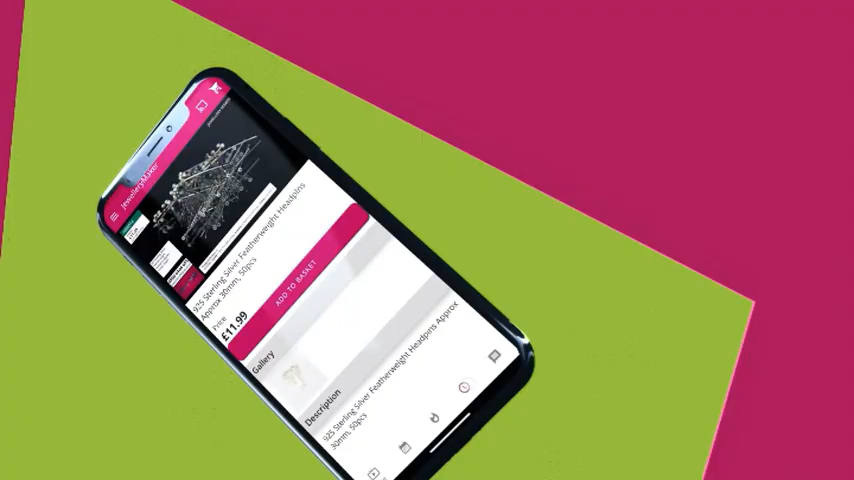 JewelleryMaker
925 Sterling Silver Featherweight Headpins
Approx 30mm, 50pcs
Price
£11.99
ADD TO BASKET
Gallery
Description
925 Sterling Silver Featherweight Headpins Approx
30mm, 50pcs